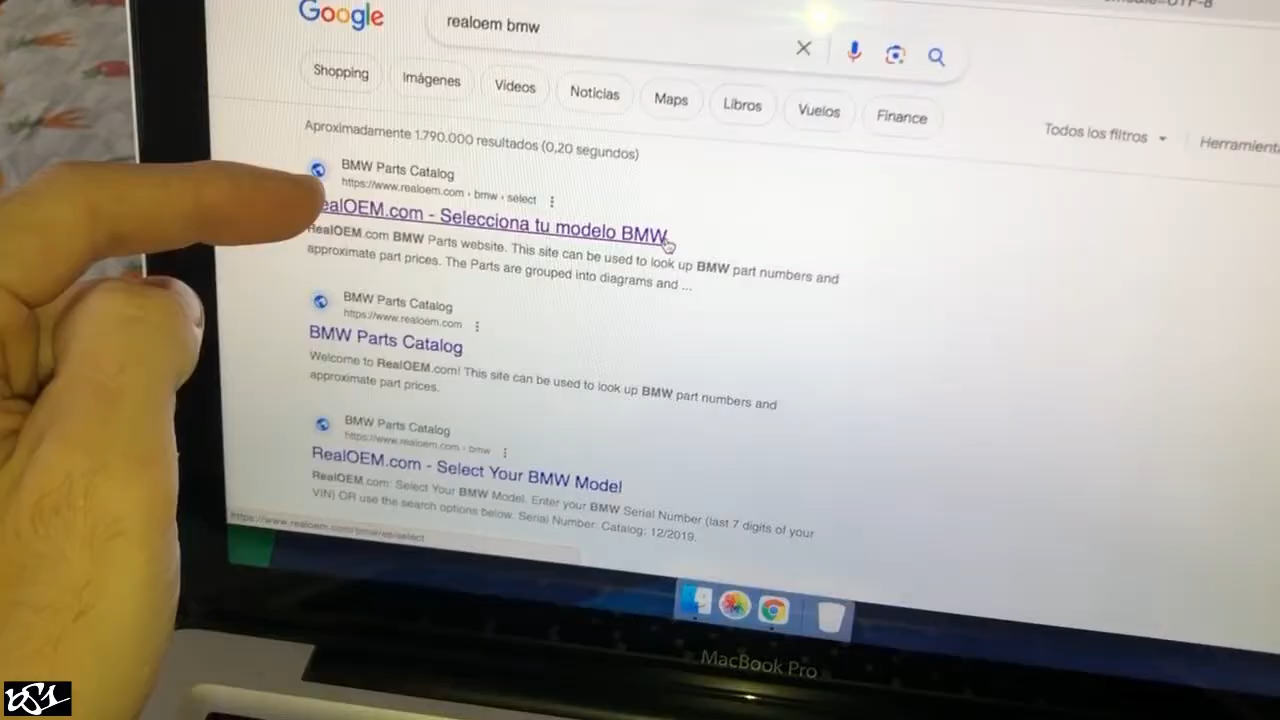 Google
realoem bmw
Shopping
Imágenes
Videos
Noticias
Maps
Libros
Vuelos
Finance
Todos los filtros
Herramient
Aproximadamente 1.790.000 resultados (0,20 segundos)
BMW Parts Catalog
https://www.realoem.com › bmw › select
ealOEM.com - Selecciona tu modelo BMW
RealOEM.com BMW Parts website. This site can be used to look up BMW part numbers and
approximate part prices. The Parts are grouped into diagrams and ...
BMW Parts Catalog
https://www.realoem.com
BMW Parts Catalog
Welcome to RealOEM.com! This site can be used to look up BMW part numbers and
approximate part prices.
BMW Parts Catalog
https://www.realoem.com › bmw
RealOEM.com - Select Your BMW Model
RealOEM.com: Select Your BMW Model. Enter your BMW Serial Number (last 7 digits of your
VIN) OR use the search options below. Serial Number: Catalog: 12/2019.
MacBook Pro